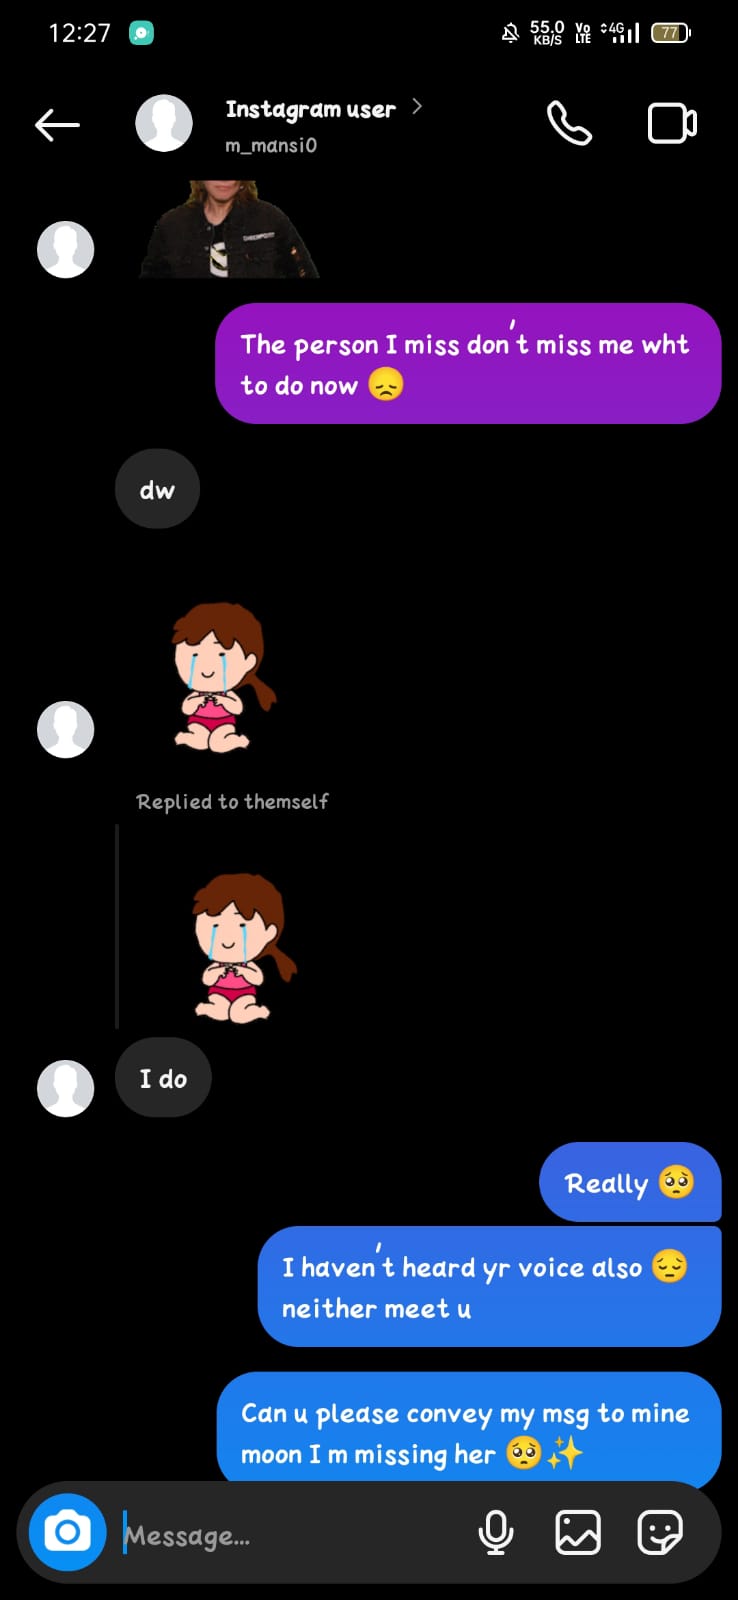 12:27
55.0
KB/S
Vo
LTE
4G
77
Instagram user
m_mansi0
The person I miss don't miss me wht
to do now 😞
dw
Replied to themself
I do
Really 🥺
I haven't heard yr voice also 😔
neither meet u
Can u please convey my msg to mine
moon I m missing her 🥺✨
Message...